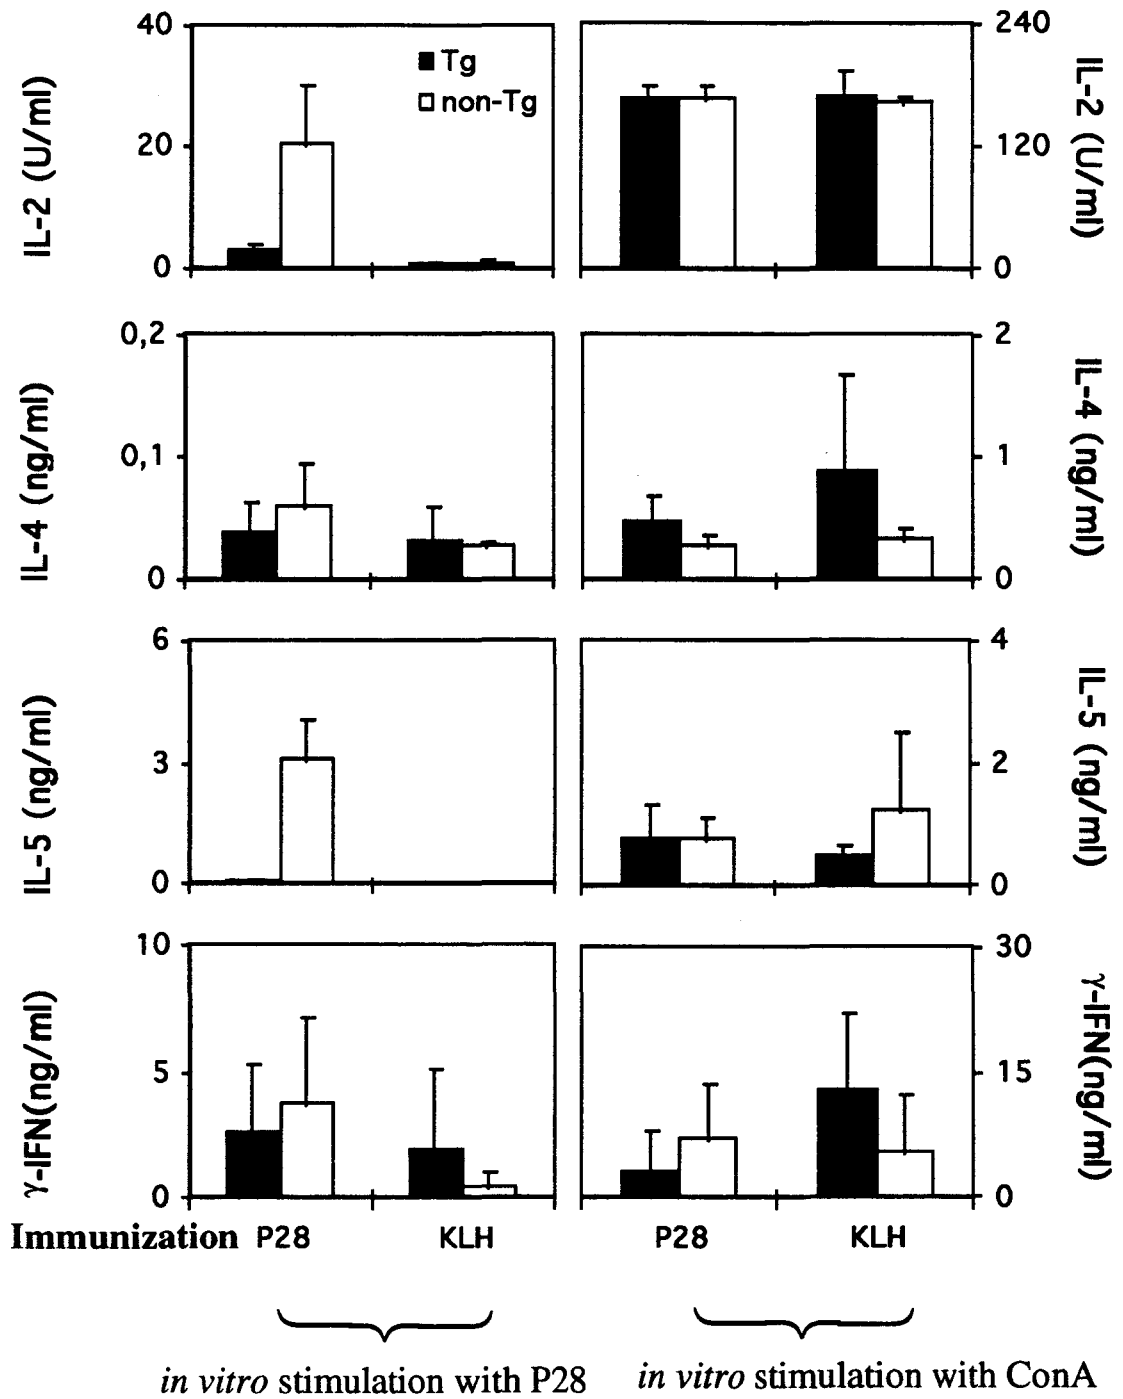 40
20
0
IL-2 (U/ml)
Tg
non-Tg
240
120
0
IL-2 (U/ml)
0,2
0,1
0
IL-4 (ng/ml)
2
1
0
IL-4 (ng/ml)
6
3
0
IL-5 (ng/ml)
4
2
0
IL-5 (ng/ml)
10
5
0
γ-IFN(ng/ml)
30
15
0
γ-IFN(ng/ml)
Immunization P28 KLH P28 KLH
in vitro stimulation with P28
in vitro stimulation with ConA